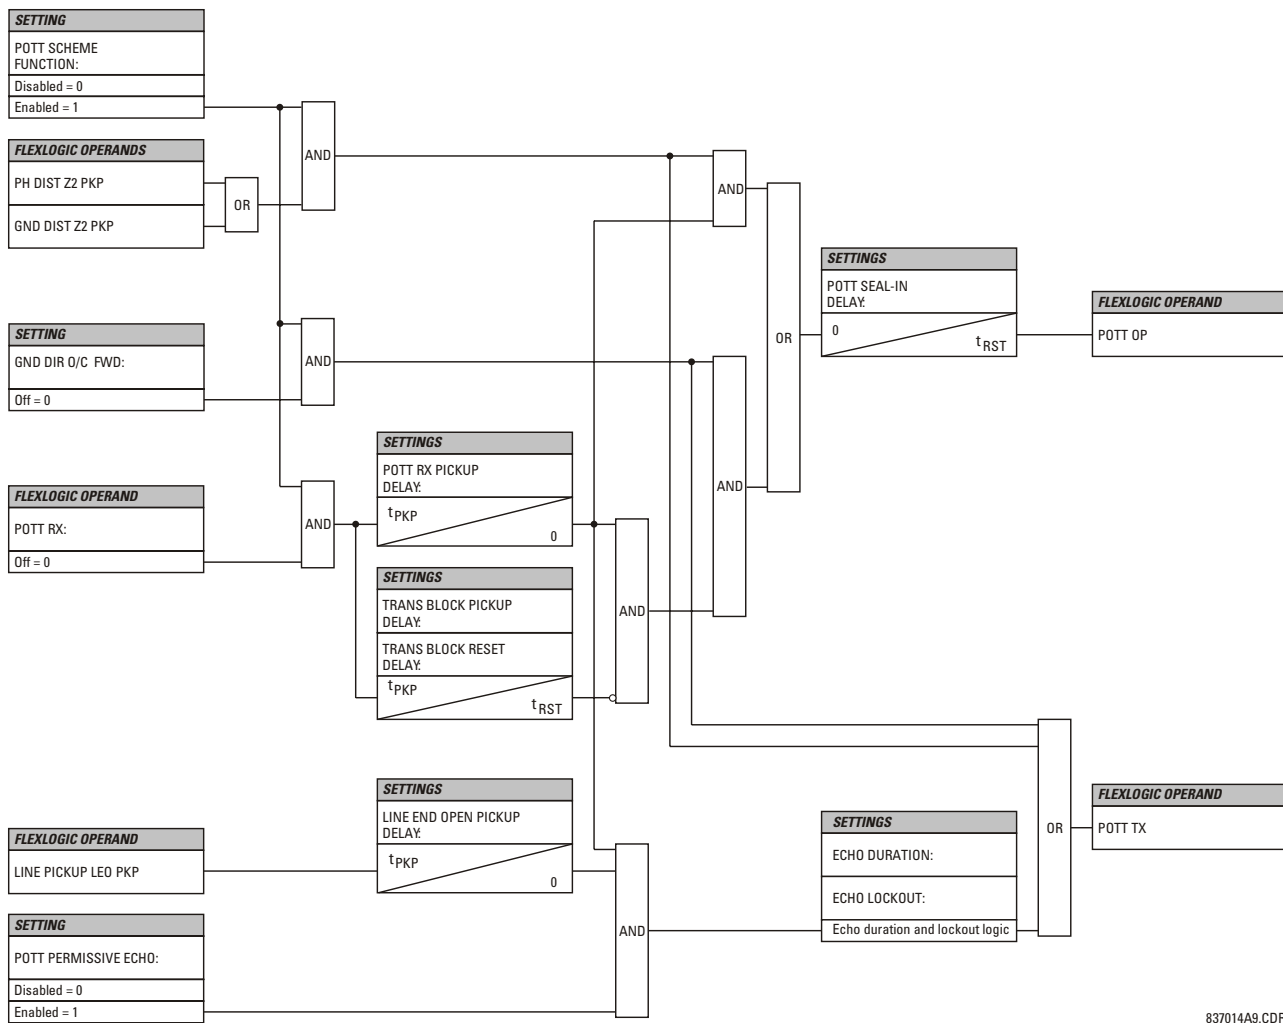 SETTING
POTT SCHEME
FUNCTION:
Disabled = 0
Enabled = 1
FLEXLOGIC OPERANDS
PH DIST Z2 PKP
GND DIST Z2 PKP
OR
AND
AND
SETTING
GND DIR O/C FWD:
Off = 0
AND
OR
SETTINGS
POTT SEAL-IN
DELAY:
0
tRST
FLEXLOGIC OPERAND
POTT OP
FLEXLOGIC OPERAND
POTT RX:
Off = 0
AND
SETTINGS
POTT RX PICKUP
DELAY:
tPKP
0
AND
SETTINGS
TRANS BLOCK PICKUP
DELAY:
TRANS BLOCK RESET
DELAY:
tPKP
tRST
AND
FLEXLOGIC OPERAND
LINE PICKUP LEO PKP
SETTINGS
LINE END OPEN PICKUP
DELAY:
tPKP
0
SETTING
POTT PERMISSIVE ECHO:
Disabled = 0
Enabled = 1
AND
SETTINGS
ECHO DURATION:
ECHO LOCKOUT:
Echo duration and lockout logic
OR
FLEXLOGIC OPERAND
POTT TX
837014A9.CDR